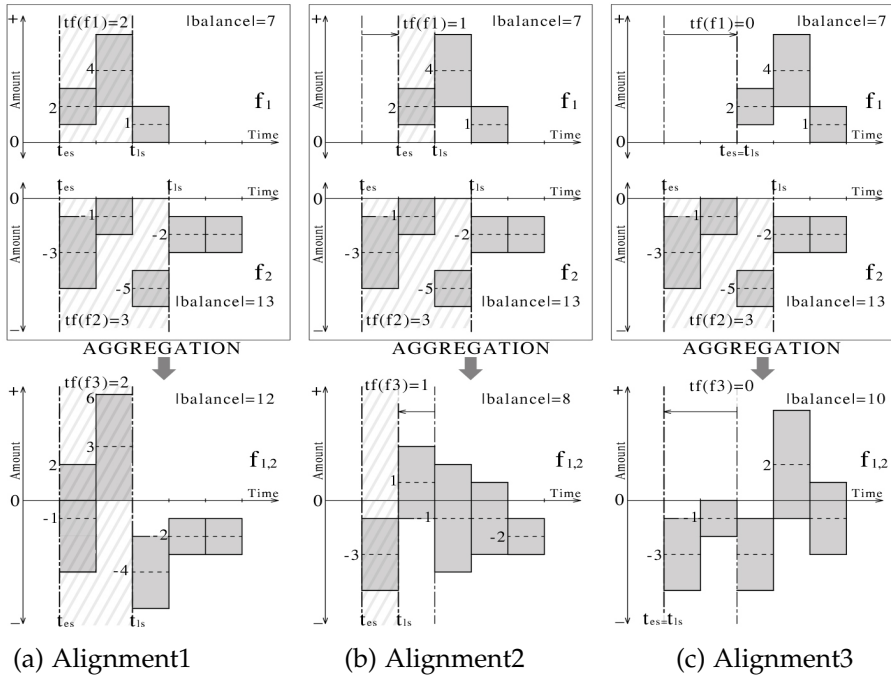 +
tf(f1)=2
|balance|=7
Amount
4
2
f1
1
0
Time
tes
tls
0
tes
tls
Time
Amount
-1
-2
-3
f2
-5
|balance|=13
–
tf(f2)=3
AGGREGATION
+
tf(f3)=2
6
|balance|=12
Amount
3
2
f1,2
0
Time
-1
-2
-4
–
tes
tls
(a) Alignment1
+
tf(f1)=1
|balance|=7
Amount
4
2
f1
1
0
Time
tes
tls
0
tes
tls
Time
Amount
-1
-2
-3
f2
-5
|balance|=13
–
tf(f2)=3
AGGREGATION
+
tf(f3)=1
|balance|=8
Amount
1
f1,2
0
Time
-1
-2
-3
–
tes
tls
(b) Alignment2
+
tf(f1)=0
|balance|=7
Amount
4
2
f1
1
0
Time
tes=tls
0
tes
tls
Time
Amount
-1
-2
-3
f2
-5
|balance|=13
–
tf(f2)=3
AGGREGATION
+
tf(f3)=0
|balance|=10
Amount
2
f1,2
0
Time
-1
-3
–
tes=tls
(c) Alignment3